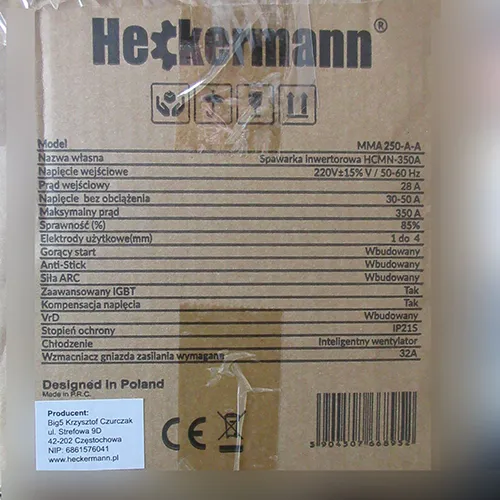 Heckermann®
Model MMA 250-A-A
Nazwa własna Spawarka inwertorowa HCMN-350A
Napięcie wejściowe 220V±15% V / 50-60 Hz
Prąd wejściowy 28 A
Napięcie bez obciążenia 30-50 A
Maksymalny prąd 350 A
Sprawność (%) 85%
Elektrody użytkowe(mm) 1 do 4
Gorący start Wbudowany
Anti-Stick Wbudowany
Siła ARC Wbudowany
Zaawansowany IGBT Tak
Kompensacja napięcia Tak
VrD Wbudowany
Stopień ochrony IP21S
Chłodzenie Inteligentny wentylator
Wzmacniacz gniazda zasilania wymagane 32A
Designed in Poland
Made in P.R.C.
Producent:
Big5 Krzysztof Czurczak
ul. Strefowa 9D
42-202 Częstochowa
NIP: 6861576041
www.heckermann.pl
CE